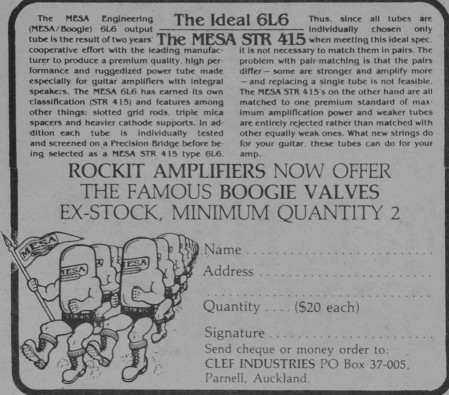 The MESA Engineering
(MESA/Boogie) 6L6 output
tube is the result of two years'
cooperative effort with the leading manufac-
turer to produce a premium quality, high per-
formance and ruggedized power tube made
especially for guitar amplifiers with integral
speakers. The MESA 6L6 has earned its own
classification (STR 415) and features among
other things: slotted grid rods, triple mica
spacers and heavier cathode supports. In ad-
dition each tube is individually tested
and screened on a Precision Bridge before be-
ing selected as a MESA STR 415 type 6L6.
The Ideal 6L6
The MESA STR 415
Thus, since all tubes are
individually chosen only
when meeting this ideal spec,
it is not necessary to match them in pairs. The
problem with pair-matching is that the pairs
differ — some are stronger and amplify more
— and replacing a single tube is not feasible.
The MESA STR 415's on the other hand are all
matched to one premium standard of max-
imum amplification power and weaker tubes
are entirely rejected rather than matched with
other equally weak ones. What new strings do
for your guitar, these tubes can do for your
amp.
ROCKIT AMPLIFIERS NOW OFFER
THE FAMOUS BOOGIE VALVES
EX-STOCK, MINIMUM QUANTITY 2
MESA
MESA
MESA
Name
Address
Quantity .... ($20 each)
Signature
Send cheque or money order to:
CLEF INDUSTRIES PO Box 37-005,
Parnell, Auckland.